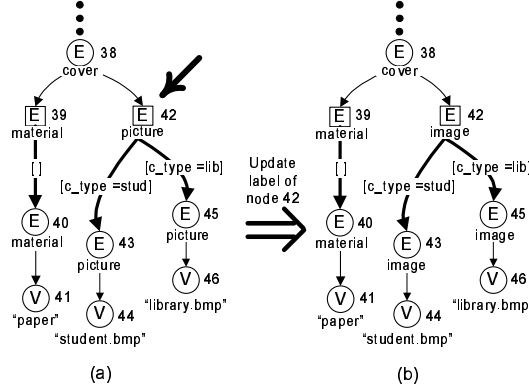 E 38
cover
E 39
material
E 42
picture
[ ]
[c_type =lib]
[c_type =stud]
E 40
material
E 43
picture
E 45
picture
V 41
"paper"
V 44
"student.bmp"
V 46
"library.bmp"
(a)
Update
label of
node 42
E 38
cover
E 39
material
E 42
image
[ ]
[c_type =lib]
[c_type =stud]
E 40
material
E 43
image
E 45
image
V 41
"paper"
V 44
"student.bmp"
V 46
"library.bmp"
(b)